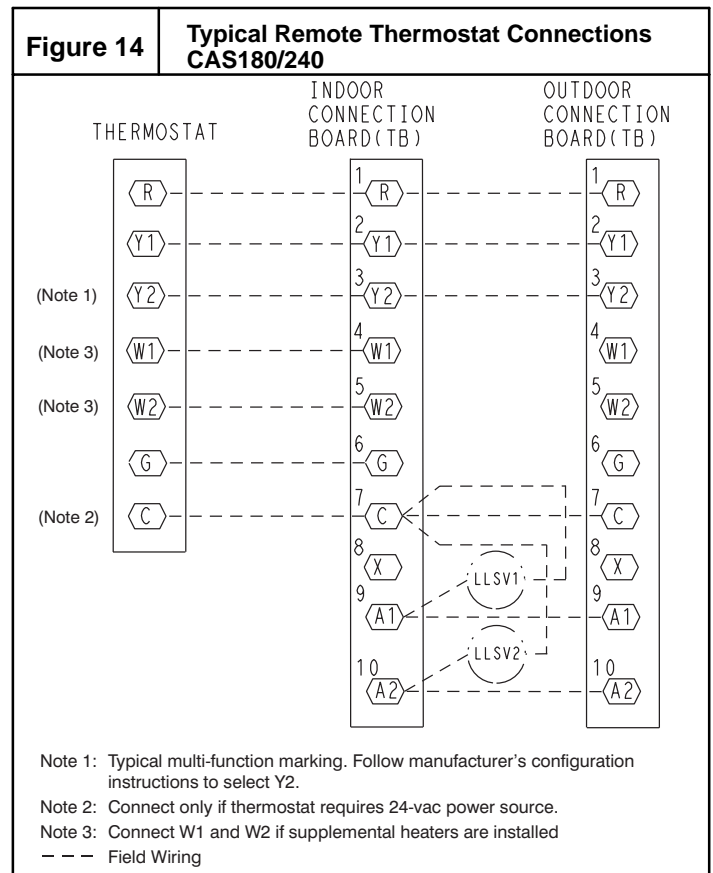 Figure 14
Typical Remote Thermostat Connections
CAS180/240
THERMOSTAT
INDOOR
CONNECTION
BOARD(TB)
OUTDOOR
CONNECTION
BOARD(TB)
R 1 R 1 R
Y1 2 Y1 2 Y1
(Note 1) Y2 3 Y2 3 Y2
(Note 3) W1 4 W1 4 W1
(Note 3) W2 5 W2 5 W2
G 6 G 6 G
(Note 2) C 7 C 7 C
8 X 8 X
LLSV1
9 A1 9 A1
LLSV2
10 A2 10 A2
Note 1: Typical multi-function marking. Follow manufacturer's configuration
instructions to select Y2.
Note 2: Connect only if thermostat requires 24-vac power source.
Note 3: Connect W1 and W2 if supplemental heaters are installed
– – – Field Wiring